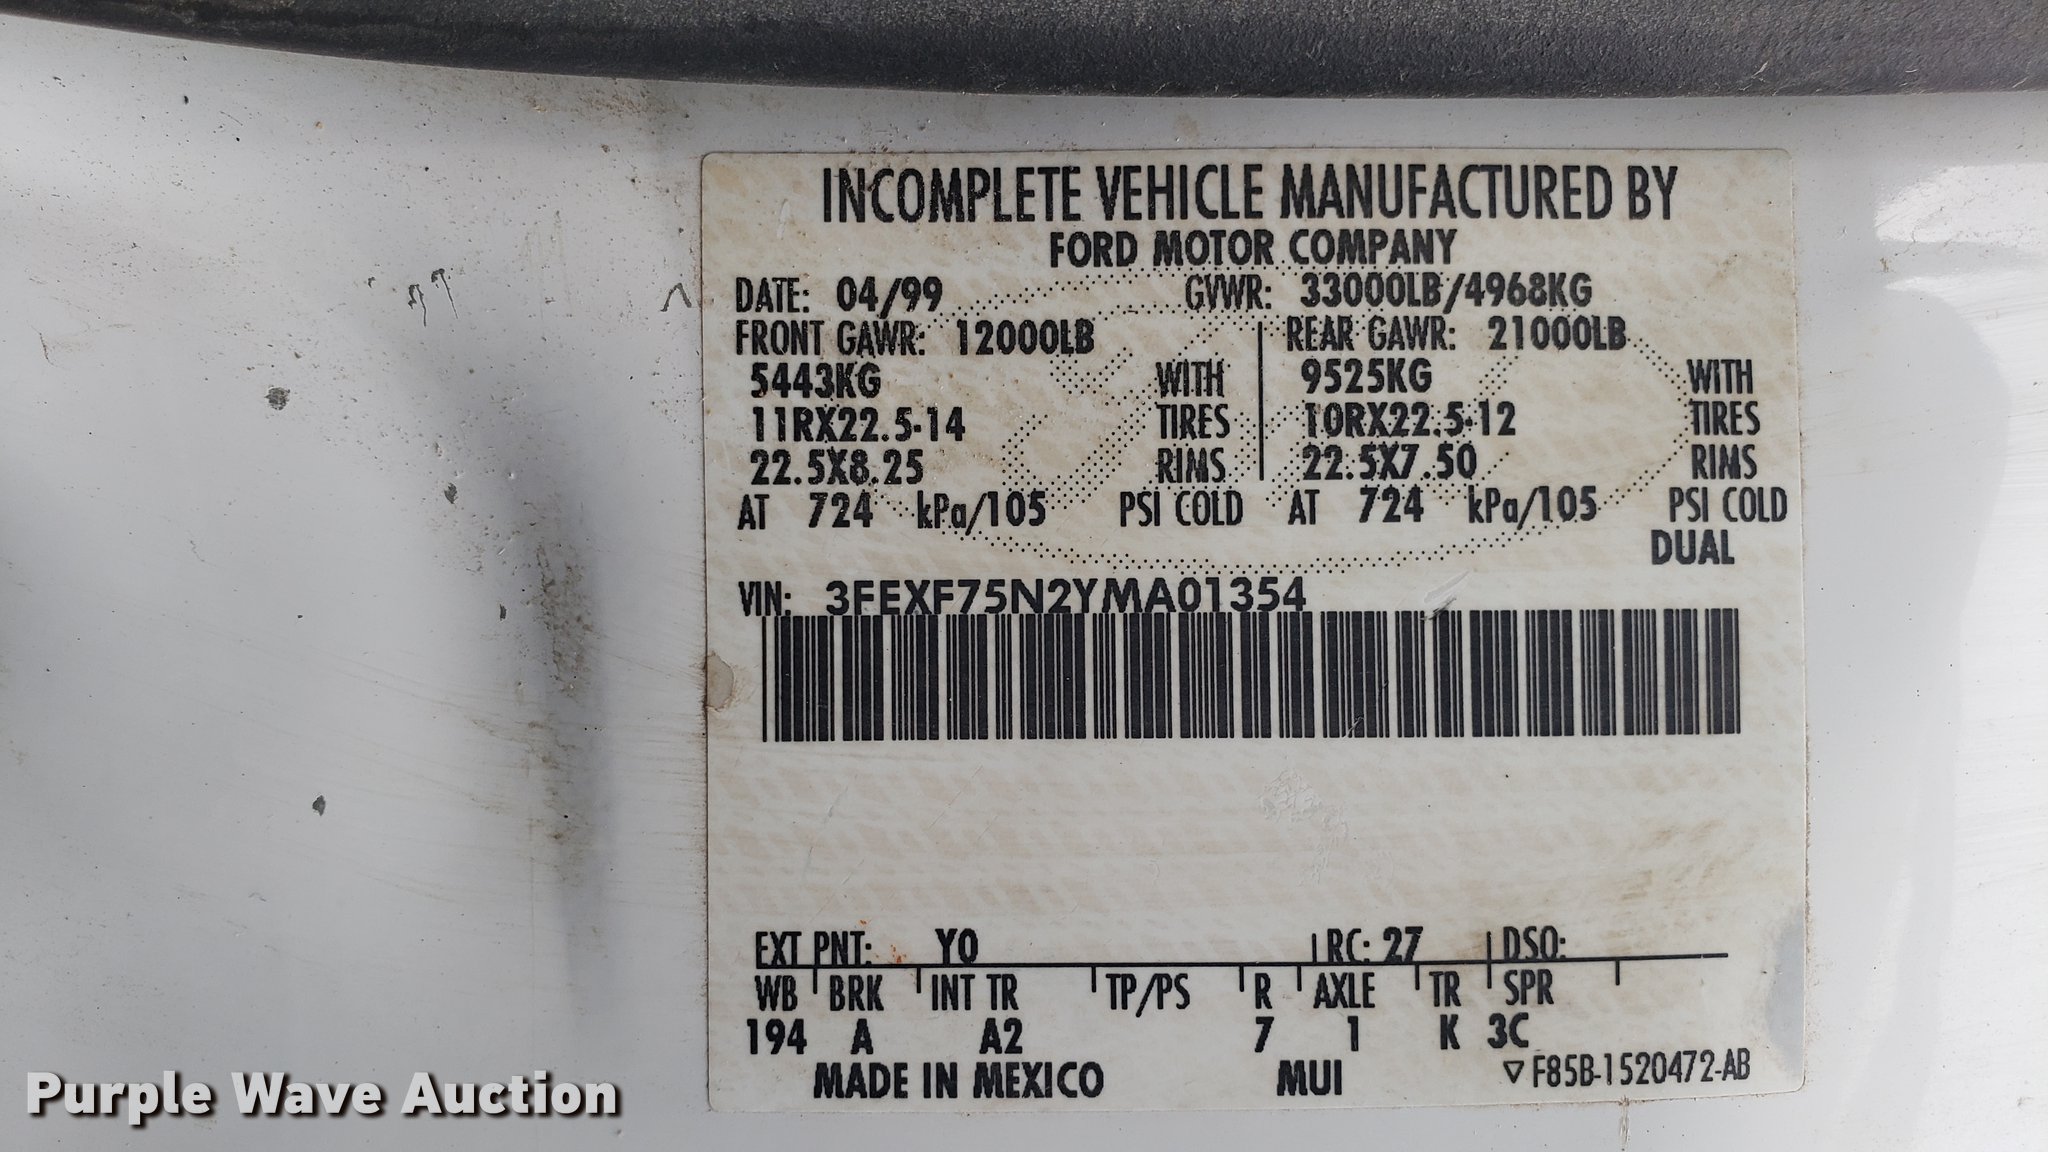 INCOMPLETE VEHICLE MANUFACTURED BY
FORD MOTOR COMPANY
DATE: 04/99 GVWR: 33000LB/4968KG
FRONT GAWR: 12000LB REAR GAWR: 21000LB
5443KG WITH 9525KG WITH
11RX22.5-14 TIRES 10RX22.5-12 TIRES
22.5X8.25 RIMS 22.5X7.50 RIMS
AT 724 kPa/105 PSI COLD AT 724 kPa/105 PSI COLD
DUAL
VIN: 3FEXF75N2YMA01354
EXT PNT: YO RC: 27 DSO:
WB BRK INT TR TP/PS R AXLE TR SPR
194 A A2 7 1 K 3C
MADE IN MEXICO MUI F85B-1520472-AB
Purple Wave Auction